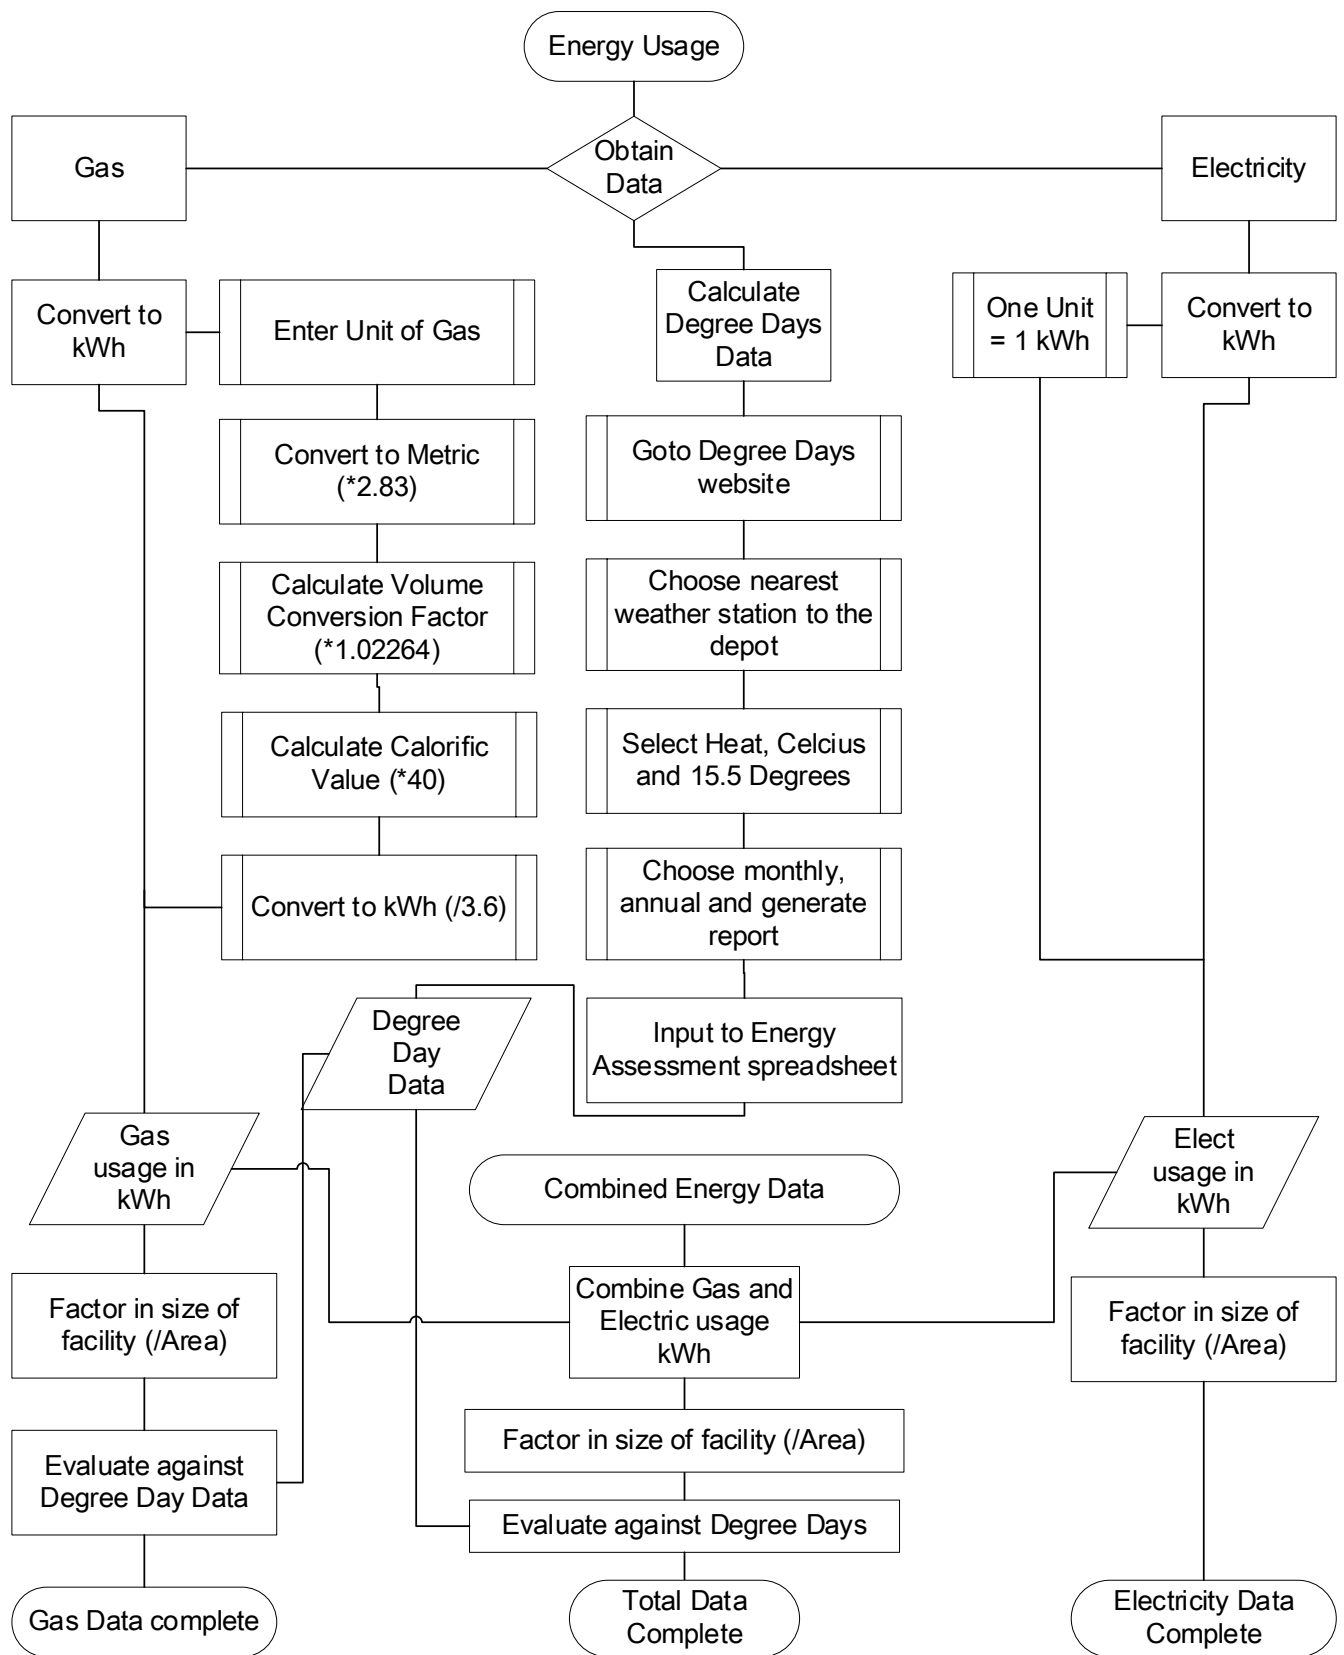 Energy Usage
Obtain
Data
Gas
Electricity
Convert to
kWh
Enter Unit of Gas
Calculate
Degree Days
Data
One Unit
= 1 kWh
Convert to
kWh
Convert to Metric
(*2.83)
Goto Degree Days
website
Calculate Volume
Conversion Factor
(*1.02264)
Choose nearest
weather station to the
depot
Calculate Calorific
Value (*40)
Select Heat, Celcius
and 15.5 Degrees
Convert to kWh (/3.6)
Choose monthly,
annual and generate
report
Degree
Day
Data
Input to Energy
Assessment spreadsheet
Gas
usage in
kWh
Combined Energy Data
Elect
usage in
kWh
Factor in size of
facility (/Area)
Combine Gas and
Electric usage
kWh
Factor in size of
facility (/Area)
Evaluate against
Degree Day Data
Factor in size of facility (/Area)
Evaluate against Degree Days
Gas Data complete
Total Data
Complete
Electricity Data
Complete